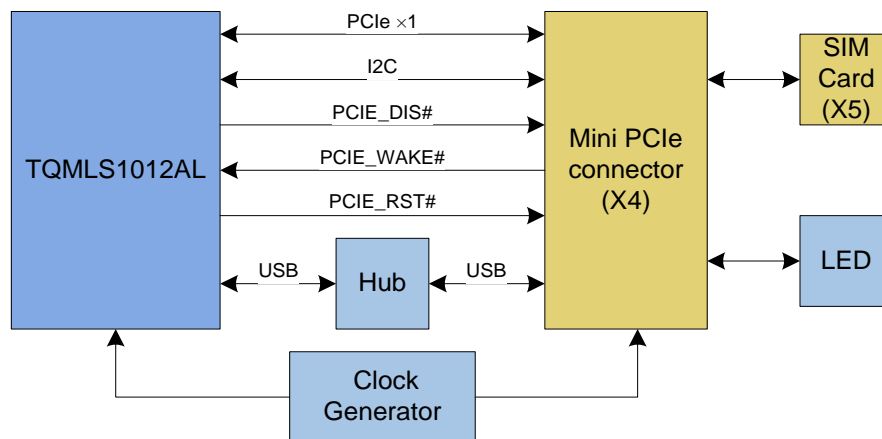 PCIe ×1
I2C
PCIE_DIS#
PCIE_WAKE#
PCIE_RST#
USB
USB
TQMLS1012AL
Hub
Mini PCIe
connector
(X4)
SIM
Card
(X5)
LED
Clock
Generator